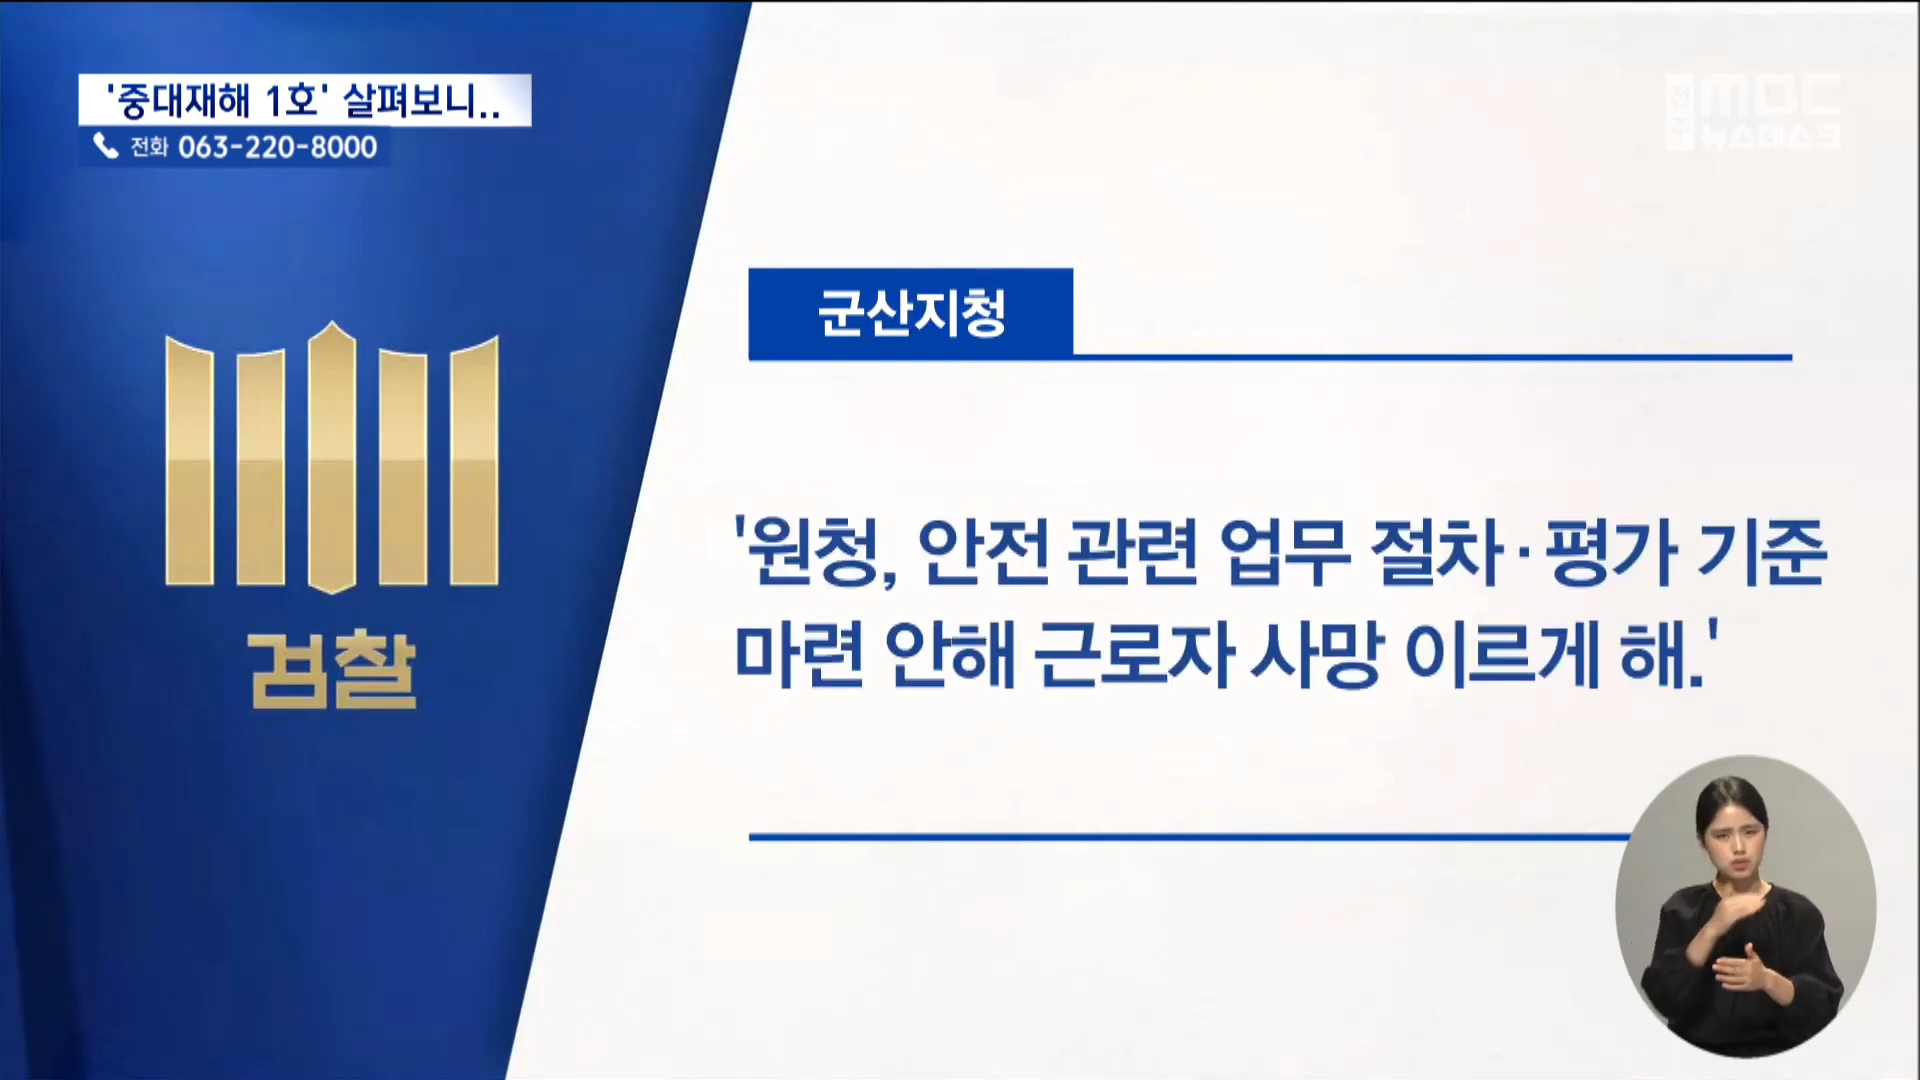 '중대재해 1호' 살펴보니..
전화 063-220-8000
전주 MBC
뉴스데스크
군산지청
'원청, 안전 관련 업무 절차·평가 기준
마련 안해 근로자 사망 이르게 해.'
검찰